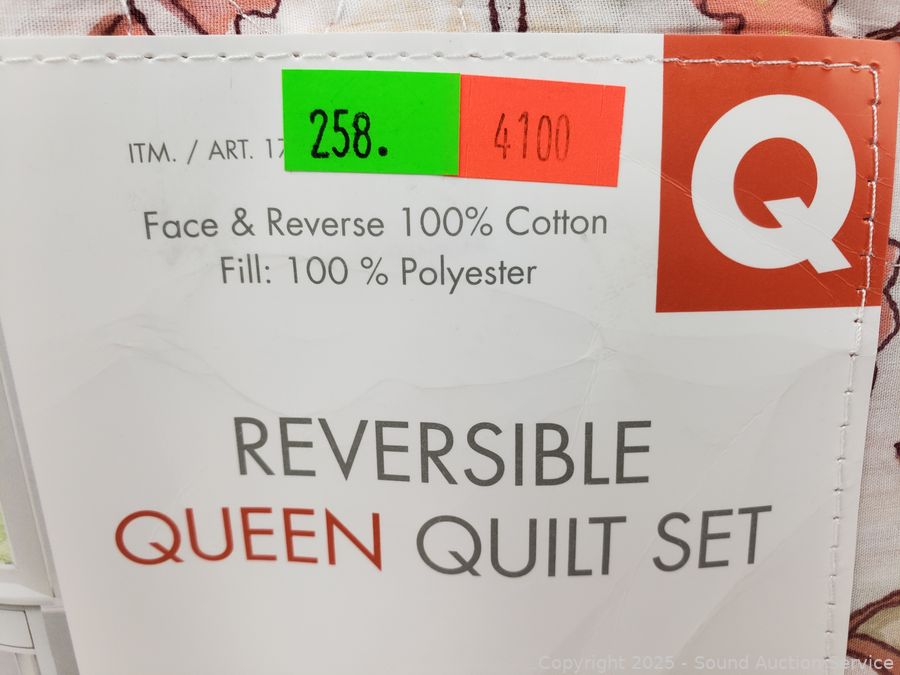 Q
258.
4100
ITM. / ART. 17
Face & Reverse 100% Cotton
Fill: 100 % Polyester
REVERSIBLE
QUEEN QUILT SET
Copyright 2025 - Sound Auction Service